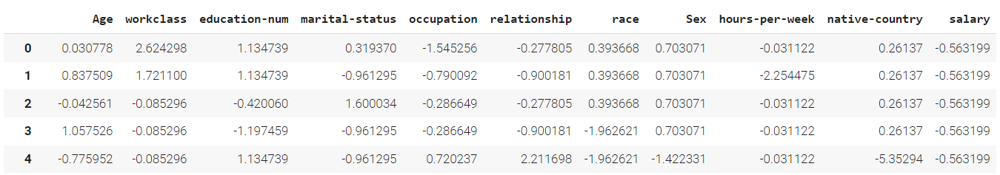 Age workclass education-num marital-status occupation relationship race Sex hours-per-week native-country salary
0 0.030778 2.624298 1.134739 0.319370 -1.545256 -0.277805 0.393668 0.703071 -0.031122 0.26137 -0.563199
1 0.837509 1.721100 1.134739 -0.961295 -0.790092 -0.900181 0.393668 0.703071 -2.254475 0.26137 -0.563199
2 -0.042561 -0.085296 -0.420060 1.600034 -0.286649 -0.277805 0.393668 0.703071 -0.031122 0.26137 -0.563199
3 1.057526 -0.085296 -1.197459 -0.961295 -0.286649 -0.900181 -1.962621 0.703071 -0.031122 0.26137 -0.563199
4 -0.775952 -0.085296 1.134739 -0.961295 0.720237 2.211698 -1.962621 -1.422331 -0.031122 -5.35294 -0.563199